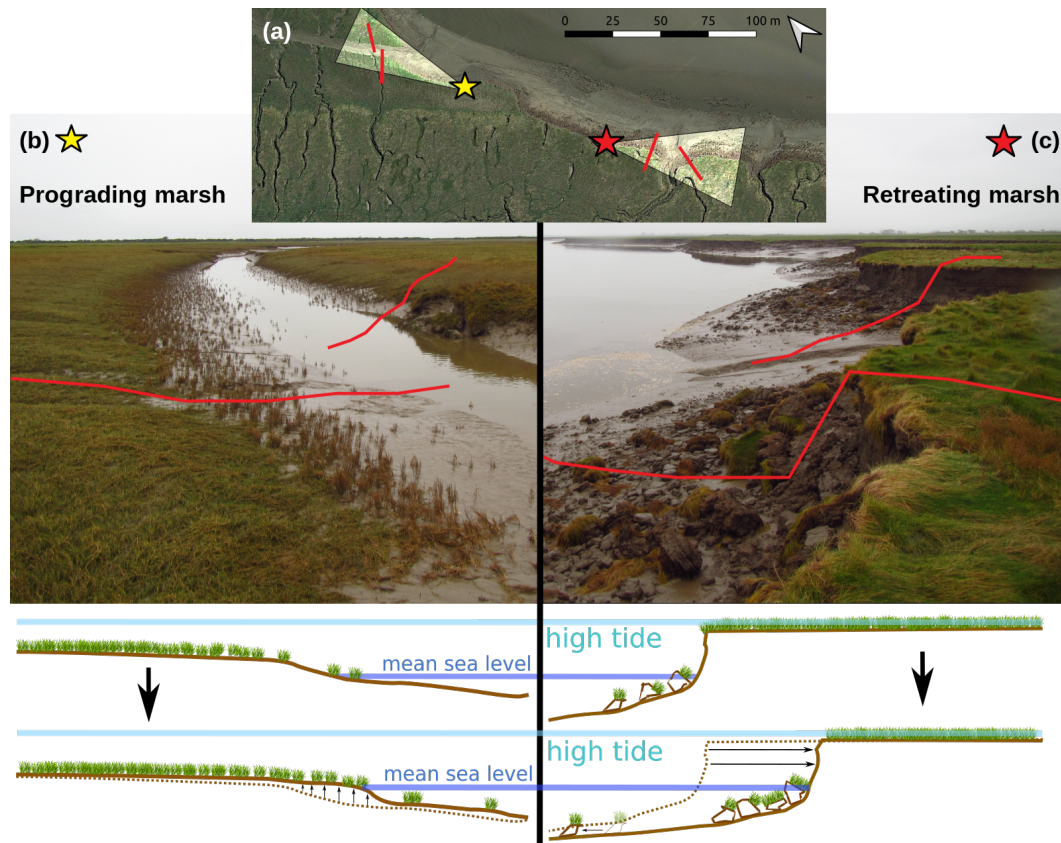 (a)
0 25 50 75 100 m
(b)
Prograding marsh
(c)
Retreating marsh
high tide
mean sea level
high tide
mean sea level